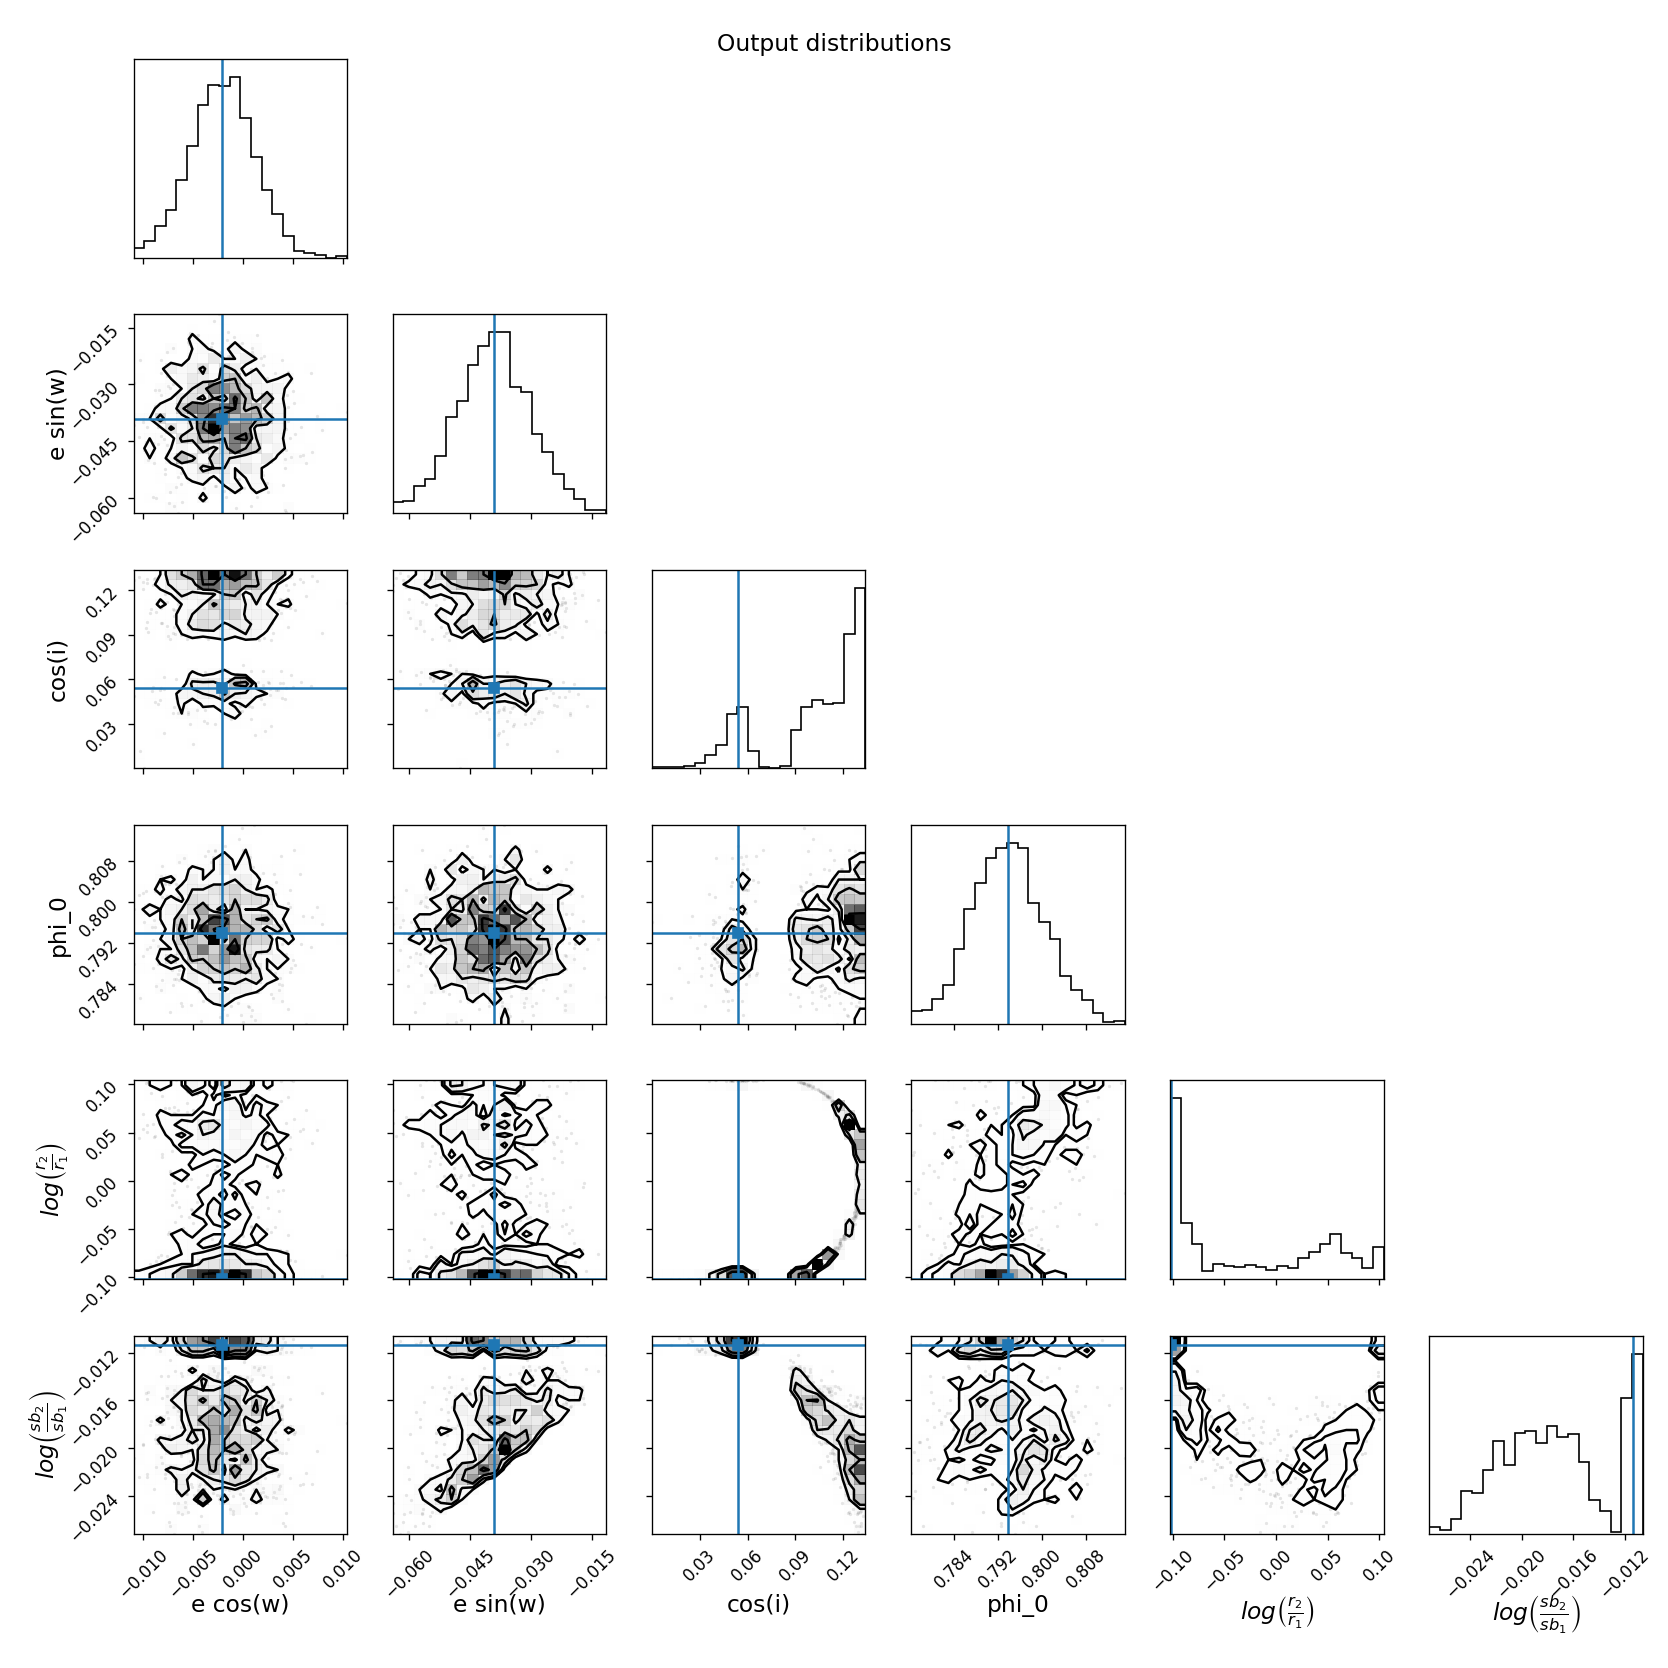 Output distributions
−0.015
−0.030
−0.045
−0.060
e sin(w)
0.12
0.09
0.06
0.03
cos(i)
0.808
0.800
0.792
0.784
phi_0
0.10
0.05
0.00
−0.05
−0.10
log(r₂/r₁)
−0.012
−0.016
−0.020
−0.024
log(sb₂/sb₁)
−0.010 −0.005 0.000 0.005 0.010
e cos(w)
−0.060 −0.045 −0.030 −0.015
e sin(w)
0.03 0.06 0.09 0.12
cos(i)
0.784 0.792 0.800 0.808
phi_0
−0.10 −0.05 0.00 0.05 0.10
log(r₂/r₁)
−0.024 −0.020 −0.016 −0.012
log(sb₂/sb₁)